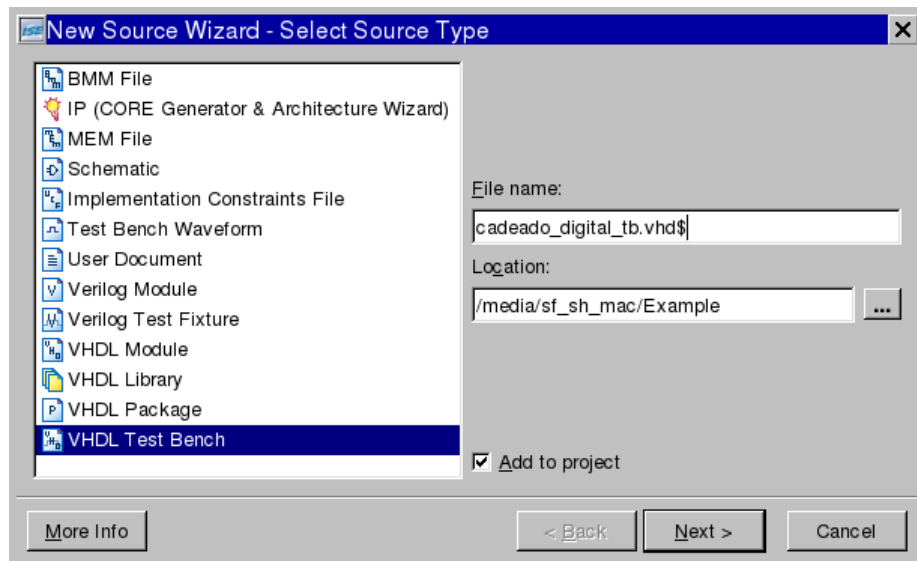 New Source Wizard - Select Source Type
BMM File
IP (CORE Generator & Architecture Wizard)
MEM File
Schematic
Implementation Constraints File
Test Bench Waveform
User Document
Verilog Module
Verilog Test Fixture
VHDL Module
VHDL Library
VHDL Package
VHDL Test Bench
File name:
cadeado_digital_tb.vhd$
Location:
/media/sf_sh_mac/Example
...
Add to project
More Info
< Back
Next >
Cancel